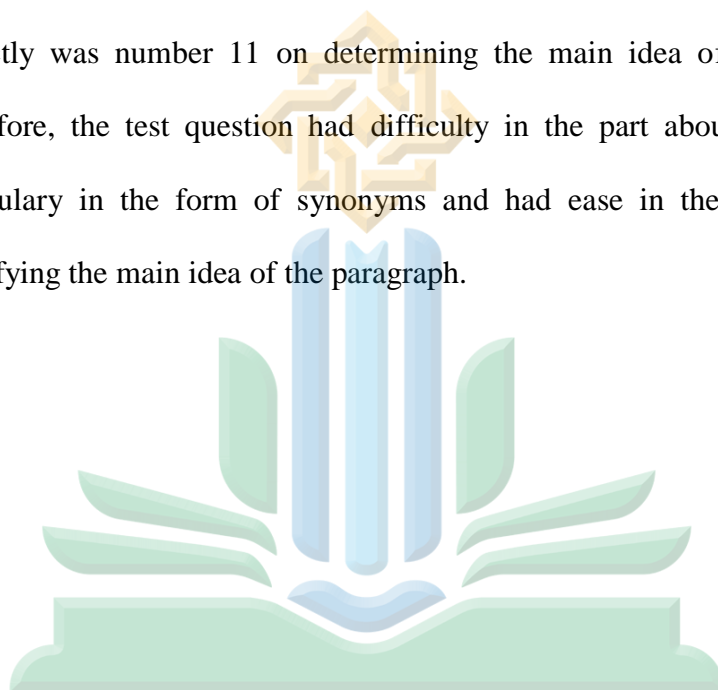 tly was number 11 on determining the main idea of
fore, the test question had difficulty in the part abou
ulary in the form of synonyms and had ease in the
fying the main idea of the paragraph.